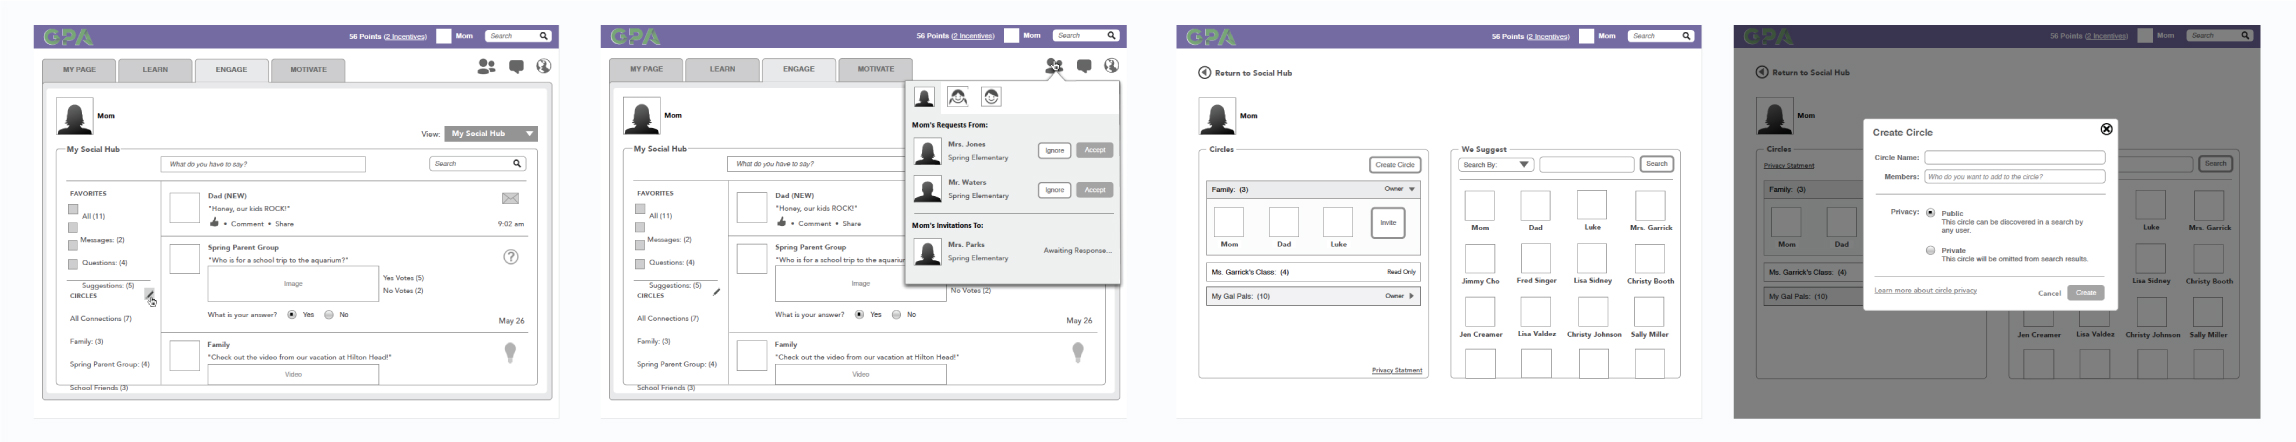 GPA
56 Points (2 Incentives)
Mom
Search
MY PAGE
LEARN
ENGAGE
MOTIVATE
Mom
View:
My Social Hub
My Social Hub
What do you have to say?
Search
FAVORITES
All (11)
Messages: (2)
Questions: (4)
Suggestions: (5)
CIRCLES
All Connections (7)
Family: (3)
Spring Parent Group: (4)
School Friends (3)
Dad (NEW)
"Honey, our kids ROCK!"
• Comment • Share
9:02 am
Spring Parent Group
"Who is for a school trip to the aquarium?"
Image
Yes Votes (5)
No Votes (2)
What is your answer?
Yes
No
May 26
Family
"Check out the video from our vacation at Hilton Head!"
Video
GPA
56 Points (2 Incentives)
Mom
Search
MY PAGE
LEARN
ENGAGE
MOTIVATE
Mom
My Social Hub
What do you have to say?
FAVORITES
All (11)
Messages: (2)
Questions: (4)
Suggestions: (5)
CIRCLES
All Connections (7)
Family: (3)
Spring Parent Group: (4)
School Friends (3)
Dad (NEW)
"Honey, our kids ROCK!"
• Comment • Share
Spring Parent Group
"Who is for a school trip to the aquariur
Image
No Votes (2)
What is your answer?
Yes
No
May 26
Family
"Check out the video from our vacation at Hilton Head!"
Video
Mom's Requests From:
Mrs. Jones
Spring Elementary
Ignore
Accept
Mr. Waters
Spring Elementary
Ignore
Accept
Mom's Invitations To:
Mrs. Parks
Spring Elementary
Awaiting Response...
GPA
56 Points (2 Incentives)
Mom
Search
Return to Social Hub
Mom
Circles
Create Circle
Family: (3)
Owner
Mom
Dad
Luke
Invite
Ms. Garrick's Class: (4)
Read Only
My Gal Pals: (10)
Owner
Privacy Statment
We Suggest
Search By:
Search
Mom
Dad
Luke
Mrs. Garrick
Jimmy Cho
Fred Singer
Lisa Sidney
Christy Booth
Jen Creamer
Lisa Valdez
Christy Johnson
Sally Miller
GPA
56 Points (2 Incentives)
Mom
Search
Return to Social Hub
Mom
Circles
Privacy Statment
Family: (3)
Mom
Dad
Ms. Garrick's Class: (4)
My Gal Pals: (10)
Create Circle
Circle Name:
Members:
Who do you want to add to the circle?
Privacy:
Public
This circle can be discovered in a search by
any user.
Private
This circle will be omitted from search results.
Learn more about circle privacy
Cancel
Create
Search
Luke
Mrs. Garrick
Lisa Sidney
Christy Booth
Jen Creamer
Lisa Valdez
Christy Johnson
Sally Miller